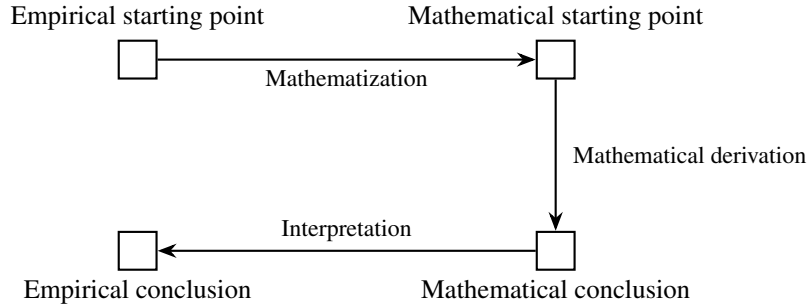 Empirical starting point
Mathematical starting point
Mathematization
Mathematical derivation
Interpretation
Empirical conclusion
Mathematical conclusion